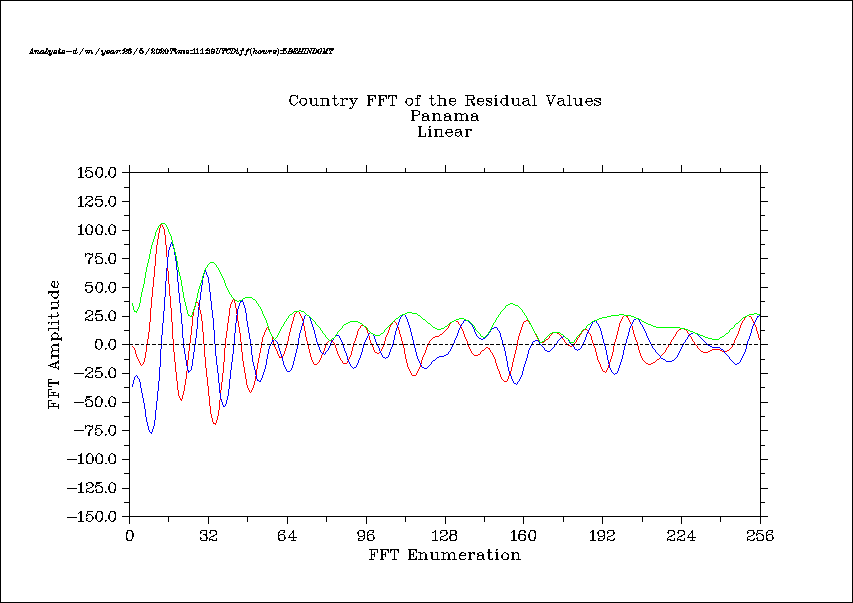 Country FFT of the Residual Values
Panama
Linear
150.0
125.0
100.0
75.0
50.0
25.0
0.0
−25.0
−50.0
−75.0
−100.0
−125.0
−150.0
FFT Amplitude
0 32 64 96 128 160 192 224 256
FFT Enumeration